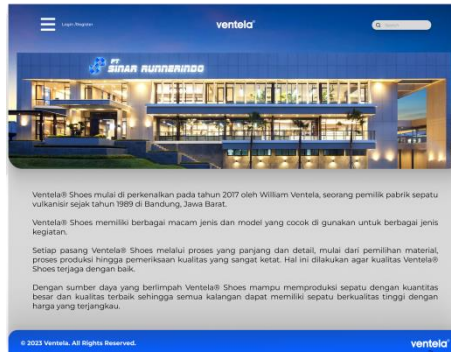 Login /Register
ventela®
Search
PT
SINAR RUNNERINDO
Ventela® Shoes mulai di perkenalkan pada tahun 2017 oleh William Ventela, seorang pemilik pabrik sepatu
vulkanisir sejak tahun 1989 di Bandung, Jawa Barat.
Ventela® Shoes memiliki berbagai macam jenis dan model yang cocok di gunakan untuk berbagai jenis
kegiatan.
Setiap pasang Ventela® Shoes melalui proses yang panjang dan detail, mulai dari pemilihan material,
proses produksi hingga pemeriksaan kualitas yang sangat ketat. Hal ini dilakukan agar kualitas Ventela®
Shoes terjaga dengan baik.
Dengan sumber daya yang berlimpah Ventela® Shoes mampu memproduksi sepatu dengan kuantitas
besar dan kualitas terbaik sehingga semua kalangan dapat memiliki sepatu berkualitas tinggi dengan
harga yang terjangkau.
© 2023 Ventela. All Rights Reserved.
ventela®